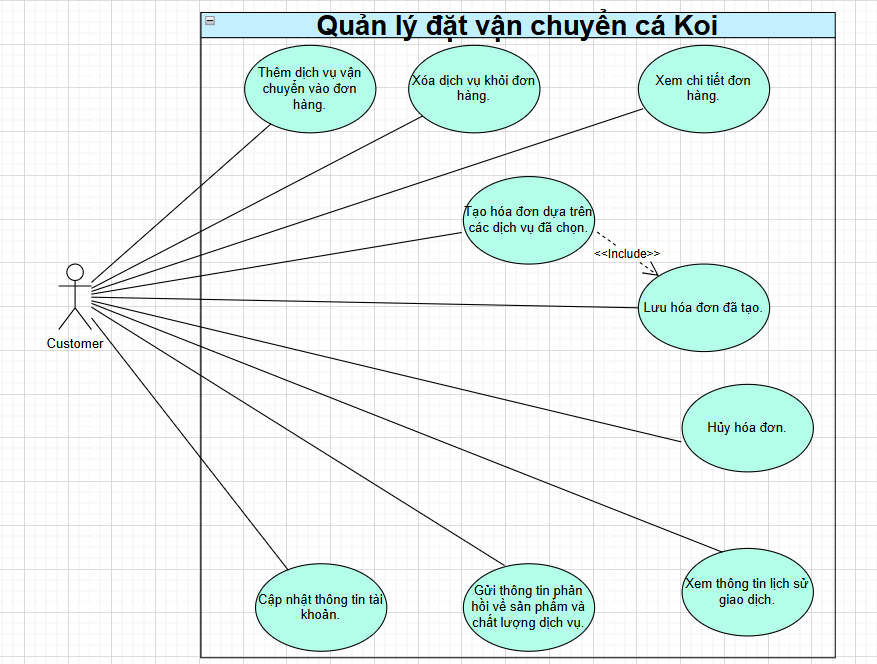 Quản lý đặt vận chuyển cá Koi
Thêm dịch vụ vận
chuyển vào đơn
hàng.
Xóa dịch vụ khỏi đơn
hàng.
Xem chi tiết đơn
hàng.
Tạo hóa đơn dựa trên
các dịch vụ đã chọn.
<<Include>>
Lưu hóa đơn đã tạo.
Customer
Hủy hóa đơn.
Cập nhật thông tin tài
khoản.
Gửi thông tin phản
hồi về sản phẩm và
chất lượng dịch vụ.
Xem thông tin lịch sử
giao dịch.